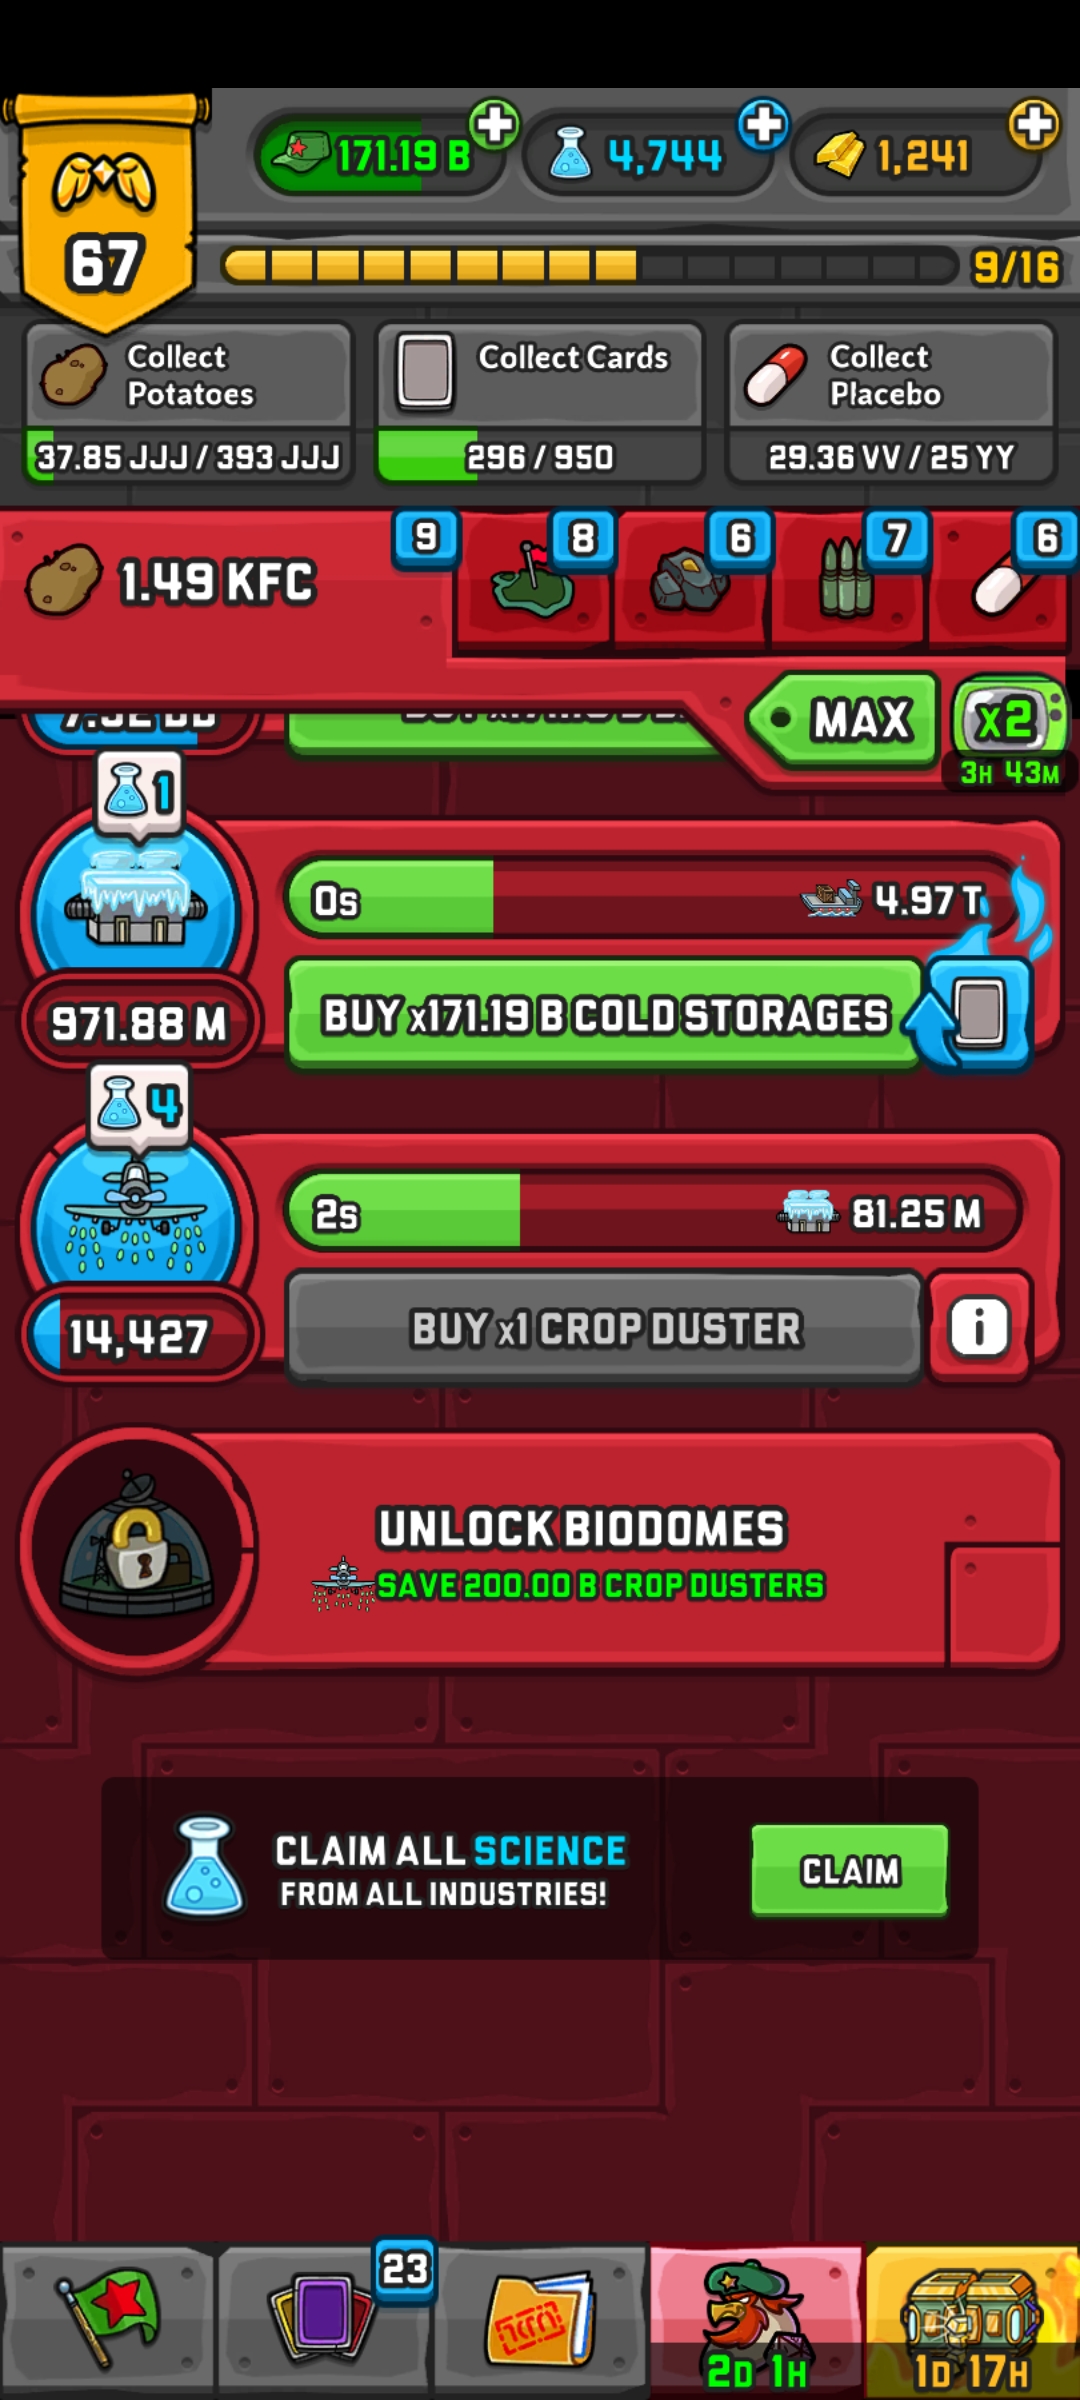 171.19 B
4,744
1,241
67
9/16
Collect
Potatoes
37.85 JJJ / 393 JJJ
Collect Cards
296 / 950
Collect
Placebo
29.36 VV / 25 YY
1.49 KFC
9
8
6
7
6
MAX
x2
3H 43M
1
0s
4.97 T
971.88 M
BUY x171.19 B COLD STORAGES
4
2s
81.25 M
14,427
BUY x1 CROP DUSTER
i
UNLOCK BIODOMES
SAVE 200.00 B CROP DUSTERS
CLAIM ALL SCIENCE
FROM ALL INDUSTRIES!
CLAIM
23
2D 1H
1D 17H